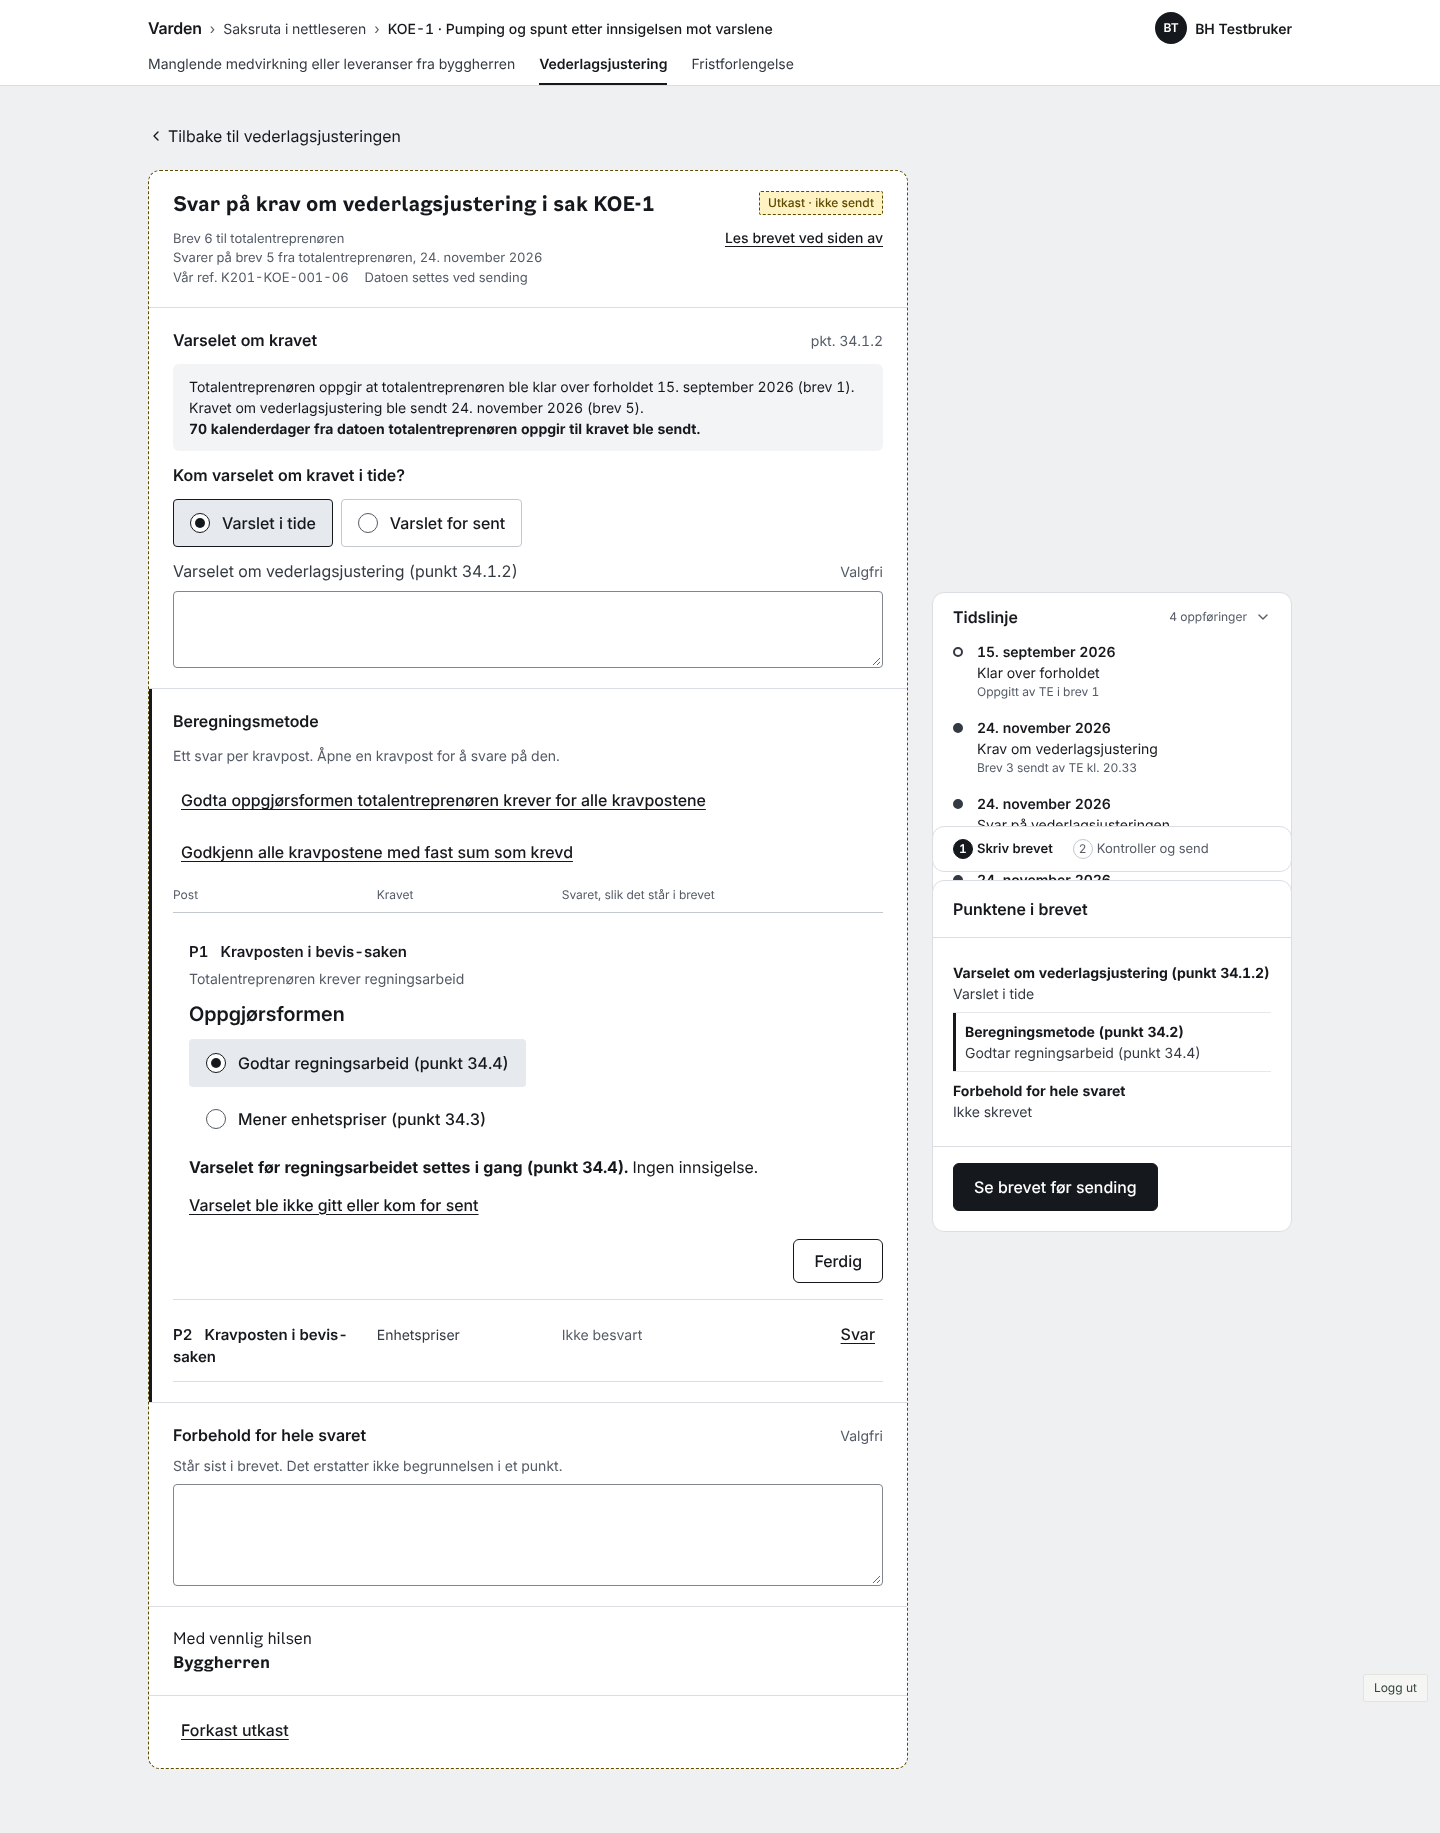 Varden › Saksruta i nettleseren › KOE-1 · Pumping og spunt etter innsigelsen mot varslene
BT BH Testbruker
Manglende medvirkning eller leveranser fra byggherren Vederlagsjustering Fristforlengelse
Tilbake til vederlagsjusteringen
Svar på krav om vederlagsjustering i sak KOE-1
Utkast · ikke sendt
Brev 6 til totalentreprenøren
Les brevet ved siden av
Svarer på brev 5 fra totalentreprenøren, 24. november 2026
Vår ref. K201-KOE-001-06 Datoen settes ved sending
Varselet om kravet pkt. 34.1.2
Totalentreprenøren oppgir at totalentreprenøren ble klar over forholdet 15. september 2026 (brev 1).
Kravet om vederlagsjustering ble sendt 24. november 2026 (brev 5).
70 kalenderdager fra datoen totalentreprenøren oppgir til kravet ble sendt.
Kom varselet om kravet i tide?
Varslet i tide Varslet for sent
Varselet om vederlagsjustering (punkt 34.1.2) Valgfri
Beregningsmetode
Ett svar per kravpost. Åpne en kravpost for å svare på den.
Godta oppgjørsformen totalentreprenøren krever for alle kravpostene
Godkjenn alle kravpostene med fast sum som krevd
Post Kravet Svaret, slik det står i brevet
P1 Kravposten i bevis-saken
Totalentreprenøren krever regningsarbeid
Oppgjørsformen
Godtar regningsarbeid (punkt 34.4)
Mener enhetspriser (punkt 34.3)
Varselet før regningsarbeidet settes i gang (punkt 34.4). Ingen innsigelse.
Varselet ble ikke gitt eller kom for sent
Ferdig
P2 Kravposten i bevis-
saken
Enhetspriser
Ikke besvart
Svar
Forbehold for hele svaret Valgfri
Står sist i brevet. Det erstatter ikke begrunnelsen i et punkt.
Med vennlig hilsen
Byggherren
Forkast utkast
Tidslinje 4 oppføringer
15. september 2026
Klar over forholdet
Oppgitt av TE i brev 1
24. november 2026
Krav om vederlagsjustering
Brev 3 sendt av TE kl. 20.33
24. november 2026
Svar på vederlagsjusteringen
1 Skriv brevet 2 Kontroller og send
24. november 2026
Punktene i brevet
Varselet om vederlagsjustering (punkt 34.1.2)
Varslet i tide
Beregningsmetode (punkt 34.2)
Godtar regningsarbeid (punkt 34.4)
Forbehold for hele svaret
Ikke skrevet
Se brevet før sending
Logg ut